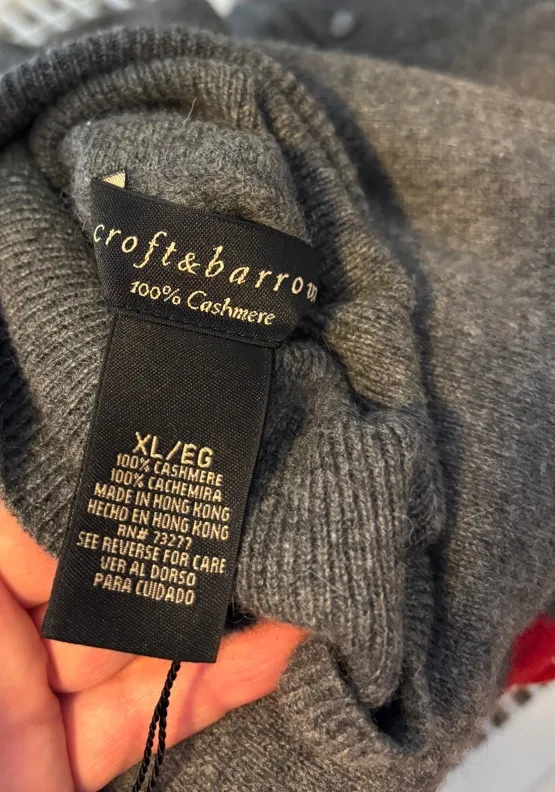 croft&barrow
100% Cashmere
XL/EG
100% CASHMERE
100% CACHEMIRA
MADE IN HONG KONG
HECHO EN HONG KONG
RN# 73277
SEE REVERSE FOR CARE
VER AL DORSO
PARA CUIDADO